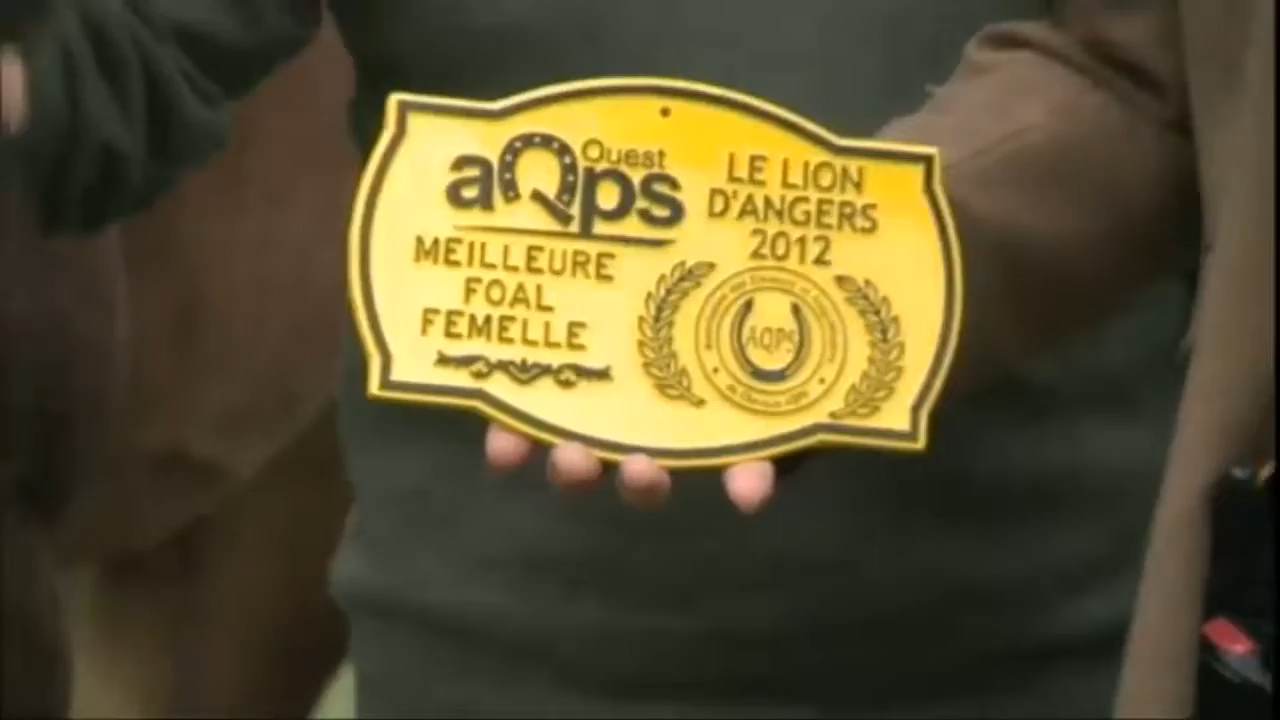 Ouest
aQps
MEILLEURE
FOAL
FEMELLE
LE LION
D'ANGERS
2012
AQPS